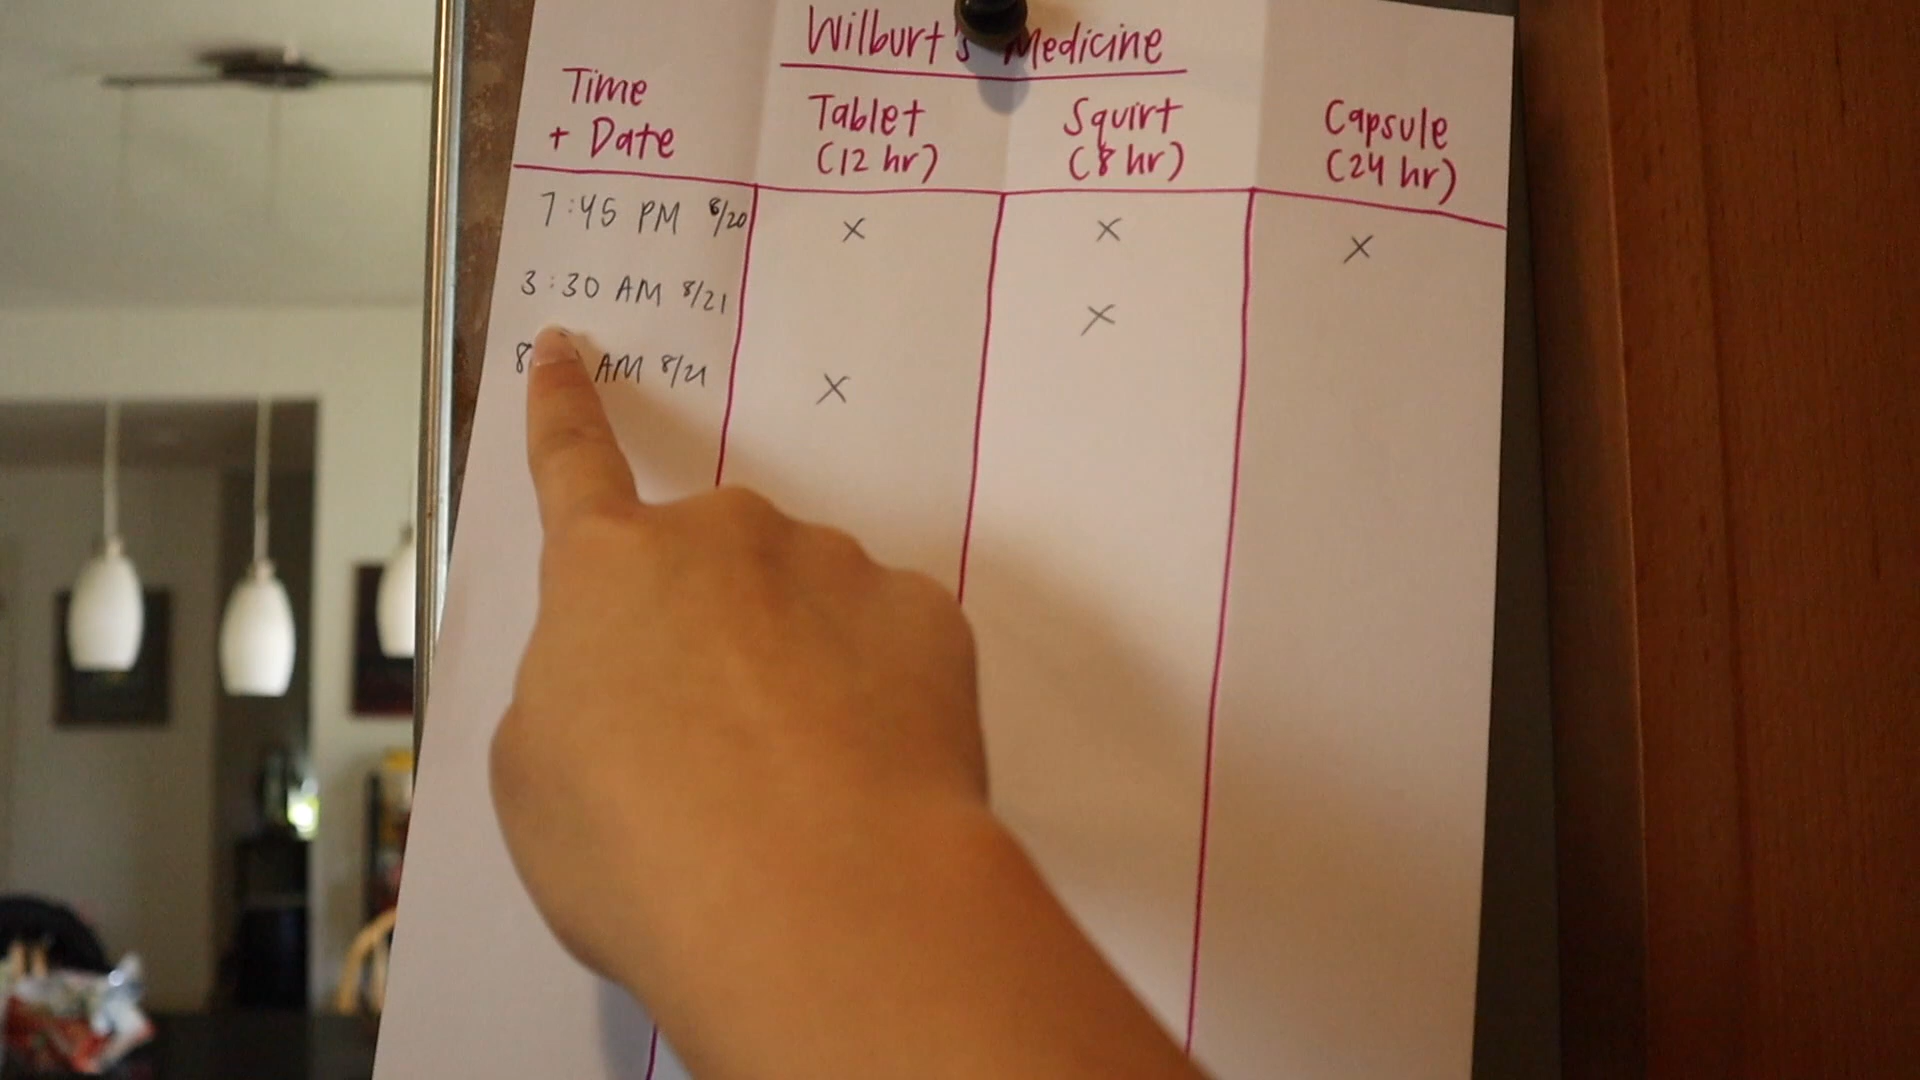 Wilburt's Medicine
Time + Date
Tablet (12 hr)
Squirt (8 hr)
Capsule (24 hr)
7:45 PM 8/20 X X X
3:30 AM 8/21 X
8 AM 8/21 X